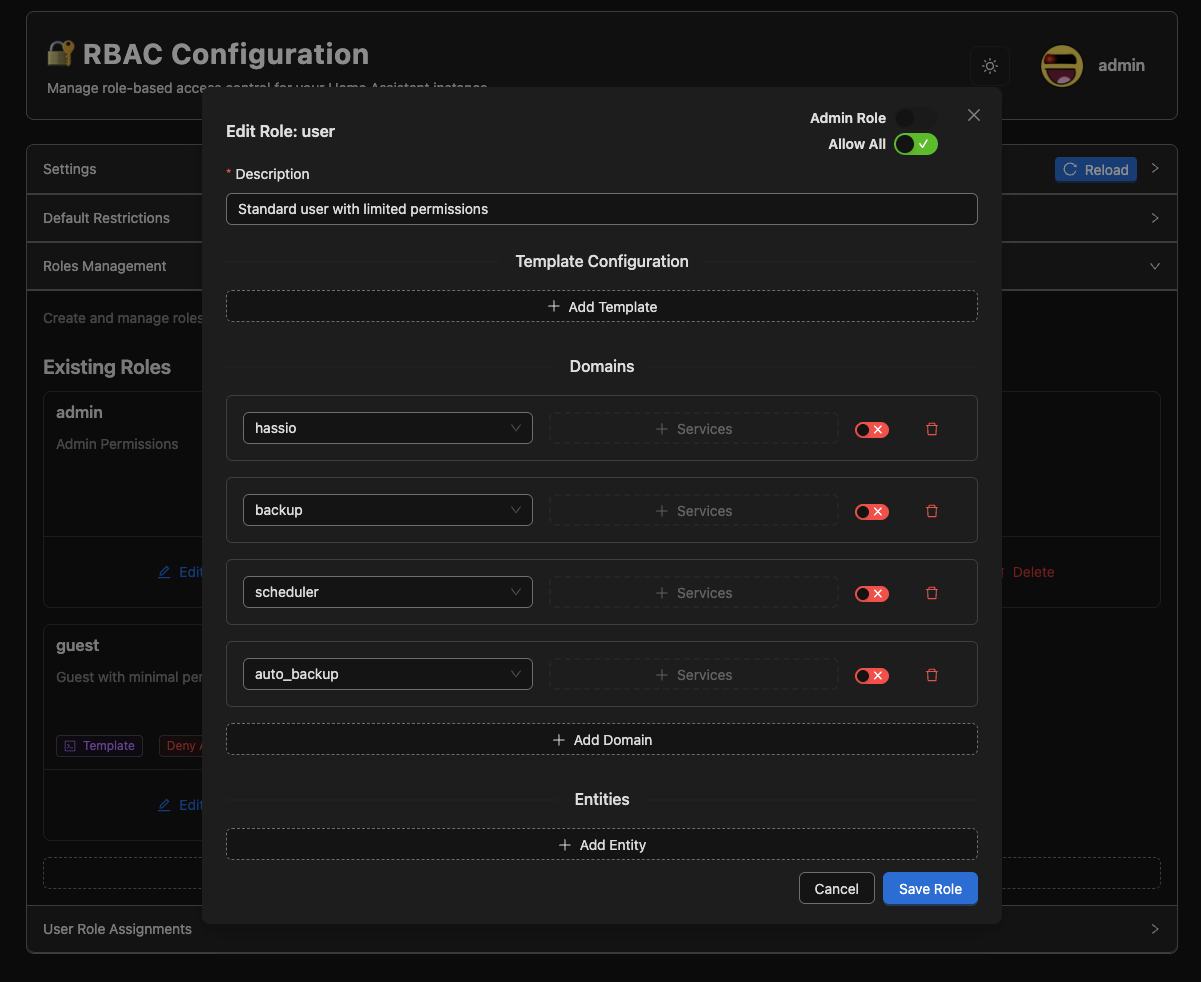 RBAC Configuration
Manage role-based access control for your Home Assistant instance
admin
Admin Role
Edit Role: user
Allow All
Settings
Reload
* Description
Standard user with limited permissions
Default Restrictions
Template Configuration
Roles Management
+ Add Template
Create and manage roles
Domains
Existing Roles
admin
hassio
+ Services
Admin Permissions
backup
+ Services
Edit
Delete
scheduler
+ Services
guest
Guest with minimal per
auto_backup
+ Services
Template
Deny
+ Add Domain
Edit
Entities
+ Add Entity
Cancel
Save Role
User Role Assignments